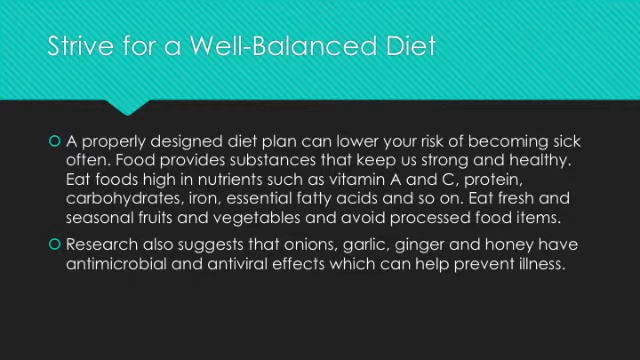 Strive for a Well-Balanced Diet
A properly designed diet plan can lower your risk of becoming sick
often. Food provides substances that keep us strong and healthy.
Eat foods high in nutrients such as vitamin A and C, protein,
carbohydrates, iron, essential fatty acids and so on. Eat fresh and
seasonal fruits and vegetables and avoid processed food items.
Research also suggests that onions, garlic, ginger and honey have
antimicrobial and antiviral effects which can help prevent illness.